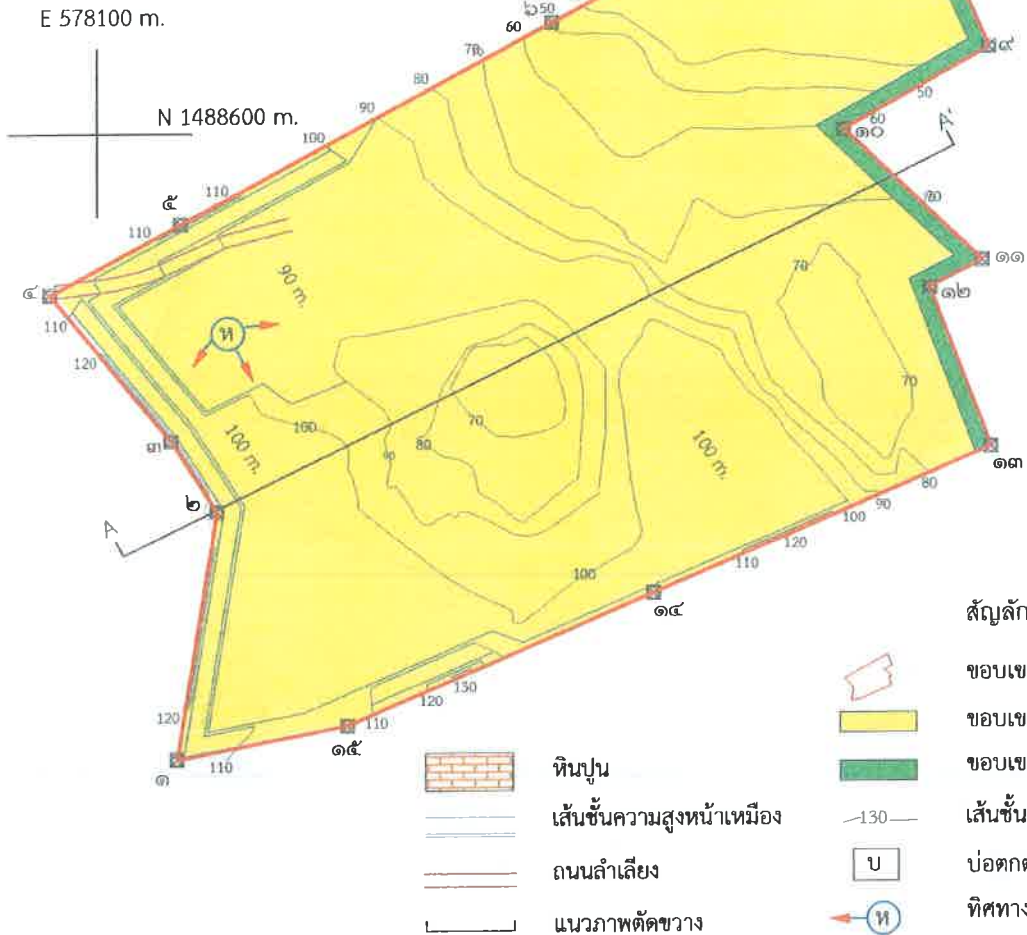 E 578100 m.
N 1488600 m.
๖
50
60
70
80
90
100
110
๕
110
๔
110
120
๓
๒
A
90 m.
ห
100 m.
100
90
80
70
100 m.
100
๙
50
60
๑๐
A'
80
๑๑
๑๒
70
70
๑๓
80
90
100
120
110
๑๔
130
120
110
๑๕
120
๑
110
หินปูน
เส้นชั้นความสูงหน้าเหมือง
ถนนลำเลียง
แนวภาพตัดขวาง
สัญลัก
ขอบเข
ขอบเข
ขอบเข
130
เส้นชั้น
บ
บ่อตกต
ห
ทิศทาง